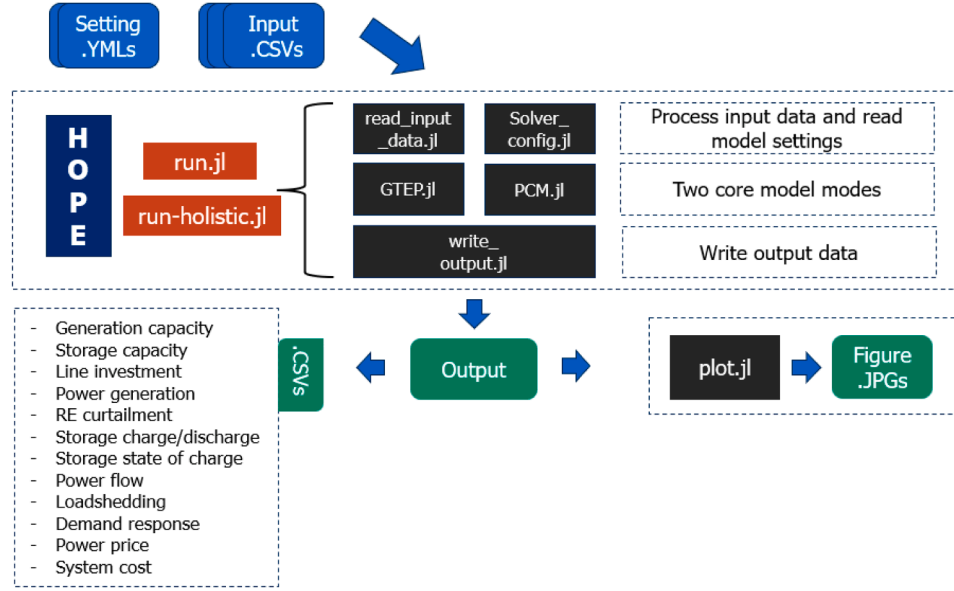 Setting
.YMLs
Input
.CSVs
H
O
P
E
run.jl
run-holistic.jl
read_input
_data.jl
Solver_
config.jl
Process input data and read
model settings
GTEP.jl
PCM.jl
Two core model modes
write_
output.jl
Write output data
- Generation capacity
- Storage capacity
- Line investment
- Power generation
- RE curtailment
- Storage charge/discharge
- Storage state of charge
- Power flow
- Loadshedding
- Demand response
- Power price
- System cost
.CSVs
Output
plot.jl
Figure
.JPGs